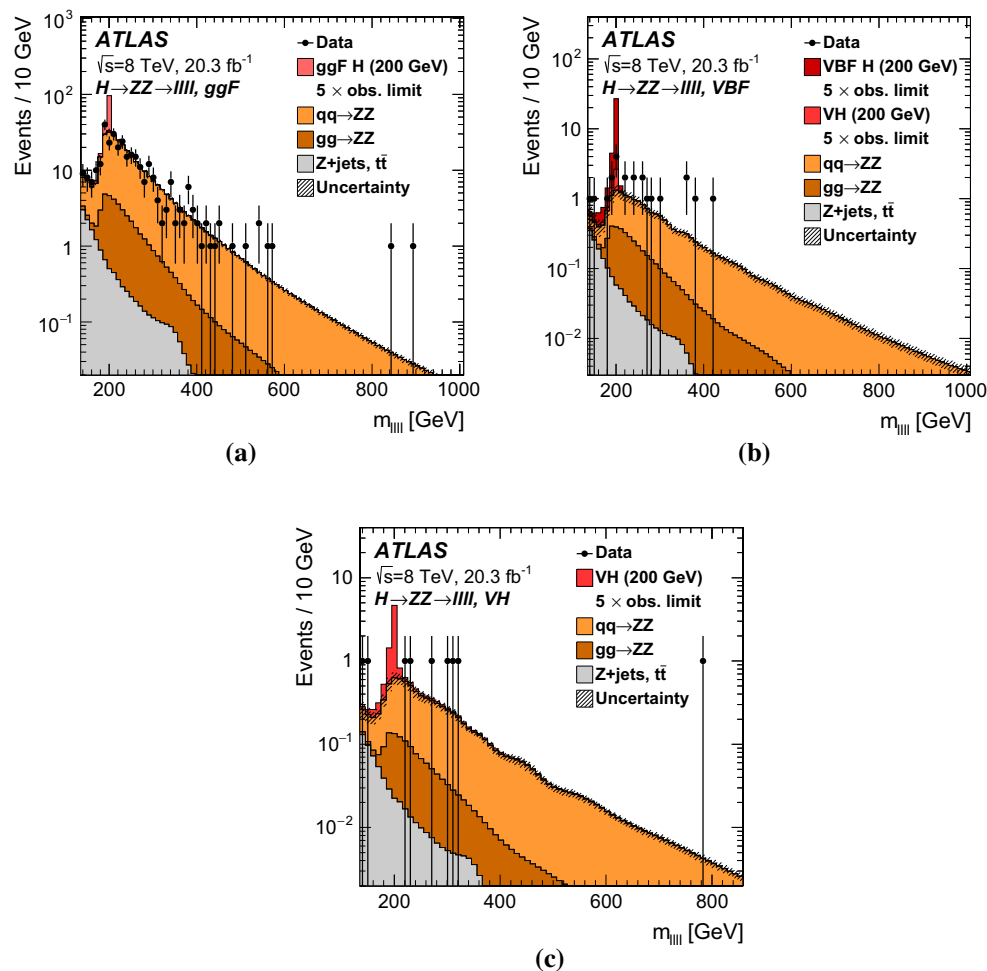 Events / 10 GeV
10³
10²
10
1
10⁻¹
ATLAS
√s=8 TeV, 20.3 fb⁻¹
H→ZZ→llll, ggF
Data
ggF H (200 GeV)
5 × obs. limit
qq→ZZ
gg→ZZ
Z+jets, tt̄
Uncertainty
200 400 600 800 1000
m_llll [GeV]
(a)
Events / 10 GeV
10²
10
1
10⁻¹
10⁻²
ATLAS
√s=8 TeV, 20.3 fb⁻¹
H→ZZ→llll, VBF
Data
VBF H (200 GeV)
5 × obs. limit
VH (200 GeV)
5 × obs. limit
qq→ZZ
gg→ZZ
Z+jets, tt̄
Uncertainty
200 400 600 800 1000
m_llll [GeV]
(b)
Events / 10 GeV
10
1
10⁻¹
10⁻²
ATLAS
√s=8 TeV, 20.3 fb⁻¹
H→ZZ→llll, VH
Data
VH (200 GeV)
5 × obs. limit
qq→ZZ
gg→ZZ
Z+jets, tt̄
Uncertainty
200 400 600 800
m_llll [GeV]
(c)